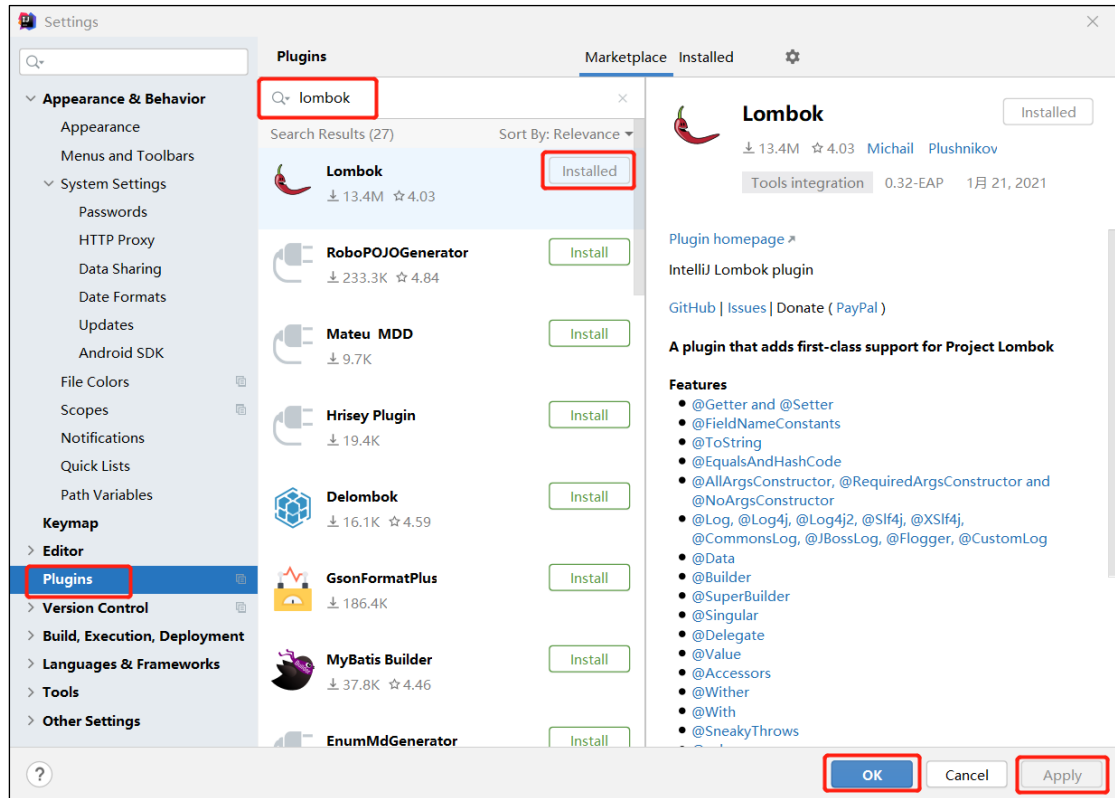 Settings
Plugins
Marketplace
Installed
Appearance & Behavior
Appearance
Menus and Toolbars
System Settings
Passwords
HTTP Proxy
Data Sharing
Date Formats
Updates
Android SDK
File Colors
Scopes
Notifications
Quick Lists
Path Variables
Keymap
Editor
Plugins
Version Control
Build, Execution, Deployment
Languages & Frameworks
Tools
Other Settings
lombok
Search Results (27)
Sort By: Relevance
Lombok
Installed
13.4M 4.03
RoboPOJOGenerator
Install
233.3K 4.84
Mateu MDD
Install
9.7K
Hrisey Plugin
Install
19.4K
Delombok
Install
16.1K 4.59
GsonFormatPlus
Install
186.4K
MyBatis Builder
Install
37.8K 4.46
EnumMdGenerator
Install
Lombok
Installed
13.4M 4.03 Michail Plushnikov
Tools integration 0.32-EAP 1月 21, 2021
Plugin homepage
IntelliJ Lombok plugin
GitHub | Issues | Donate ( PayPal )
A plugin that adds first-class support for Project Lombok
Features
@Getter and @Setter
@FieldNameConstants
@ToString
@EqualsAndHashCode
@AllArgsConstructor, @RequiredArgsConstructor and
@NoArgsConstructor
@Log, @Log4j, @Log4j2, @Slf4j, @XSlf4j,
@CommonsLog, @JBossLog, @Flogger, @CustomLog
@Data
@Builder
@SuperBuilder
@Singular
@Delegate
@Value
@Accessors
@Wither
@With
@SneakyThrows
?
OK
Cancel
Apply